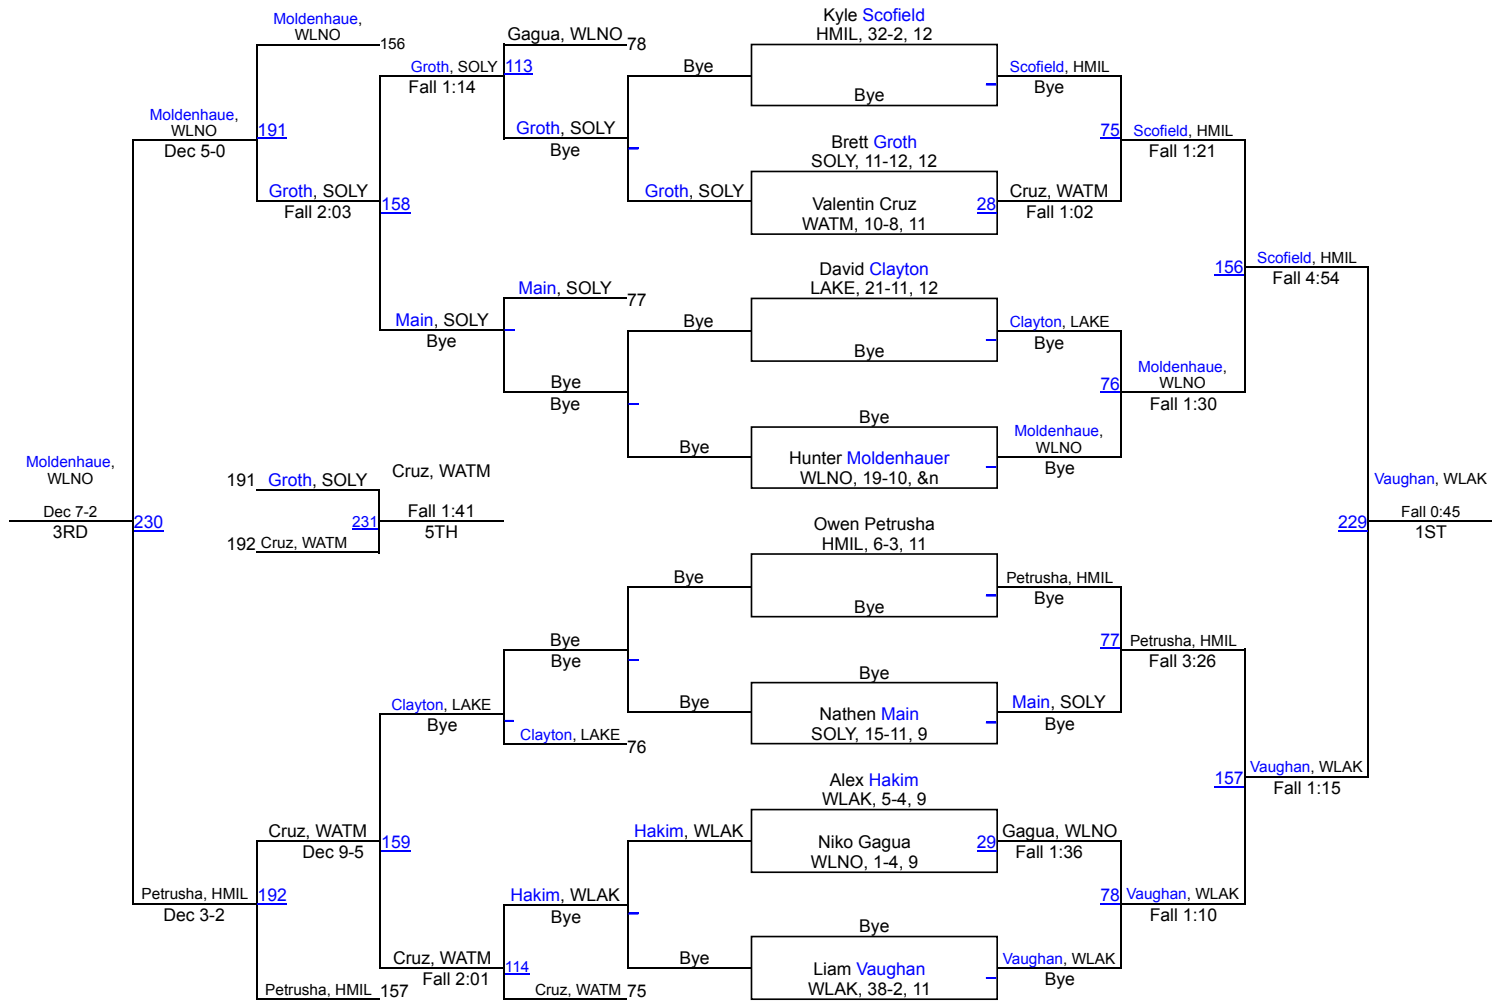 Moldenhaue,
WLNO
156
Gagua, WLNO
78
Kyle Scofield
HMIL, 32-2, 12
Groth, SOLY
113
Fall 1:14
Bye
Bye
Scofield, HMIL
Bye
Moldenhaue,
WLNO
191
Dec 5-0
Groth, SOLY
Bye
75
Scofield, HMIL
Fall 1:21
Brett Groth
SOLY, 11-12, 12
Groth, SOLY
Fall 2:03
158
Groth, SOLY
Valentin Cruz
WATM, 10-8, 11
28
Cruz, WATM
Fall 1:02
David Clayton
LAKE, 21-11, 12
156
Scofield, HMIL
Fall 4:54
Main, SOLY
77
Main, SOLY
Bye
Bye
Bye
Clayton, LAKE
Bye
Bye
Bye
76
Moldenhaue,
WLNO
Fall 1:30
Bye
Bye
Hunter Moldenhauer
WLNO, 19-10, &n
Moldenhaue,
WLNO
Bye
Moldenhaue,
WLNO
Dec 7-2
3RD
230
191
Groth, SOLY
Cruz, WATM
231
Fall 1:41
5TH
192
Cruz, WATM
Vaughan, WLAK
229
Fall 0:45
1ST
Owen Petrusha
HMIL, 6-3, 11
Bye
Bye
Petrusha, HMIL
Bye
Bye
Bye
77
Petrusha, HMIL
Fall 3:26
Clayton, LAKE
Bye
Clayton, LAKE
76
Bye
Bye
Nathen Main
SOLY, 15-11, 9
Main, SOLY
Bye
157
Vaughan, WLAK
Fall 1:15
Alex Hakim
WLAK, 5-4, 9
Cruz, WATM
Dec 9-5
159
Hakim, WLAK
Niko Gagua
WLNO, 1-4, 9
29
Gagua, WLNO
Fall 1:36
Petrusha, HMIL
Dec 3-2
192
Hakim, WLAK
Bye
78
Vaughan, WLAK
Fall 1:10
Bye
Cruz, WATM
Fall 2:01
114
Bye
Liam Vaughan
WLAK, 38-2, 11
Vaughan, WLAK
Bye
Petrusha, HMIL
157
Cruz, WATM
75